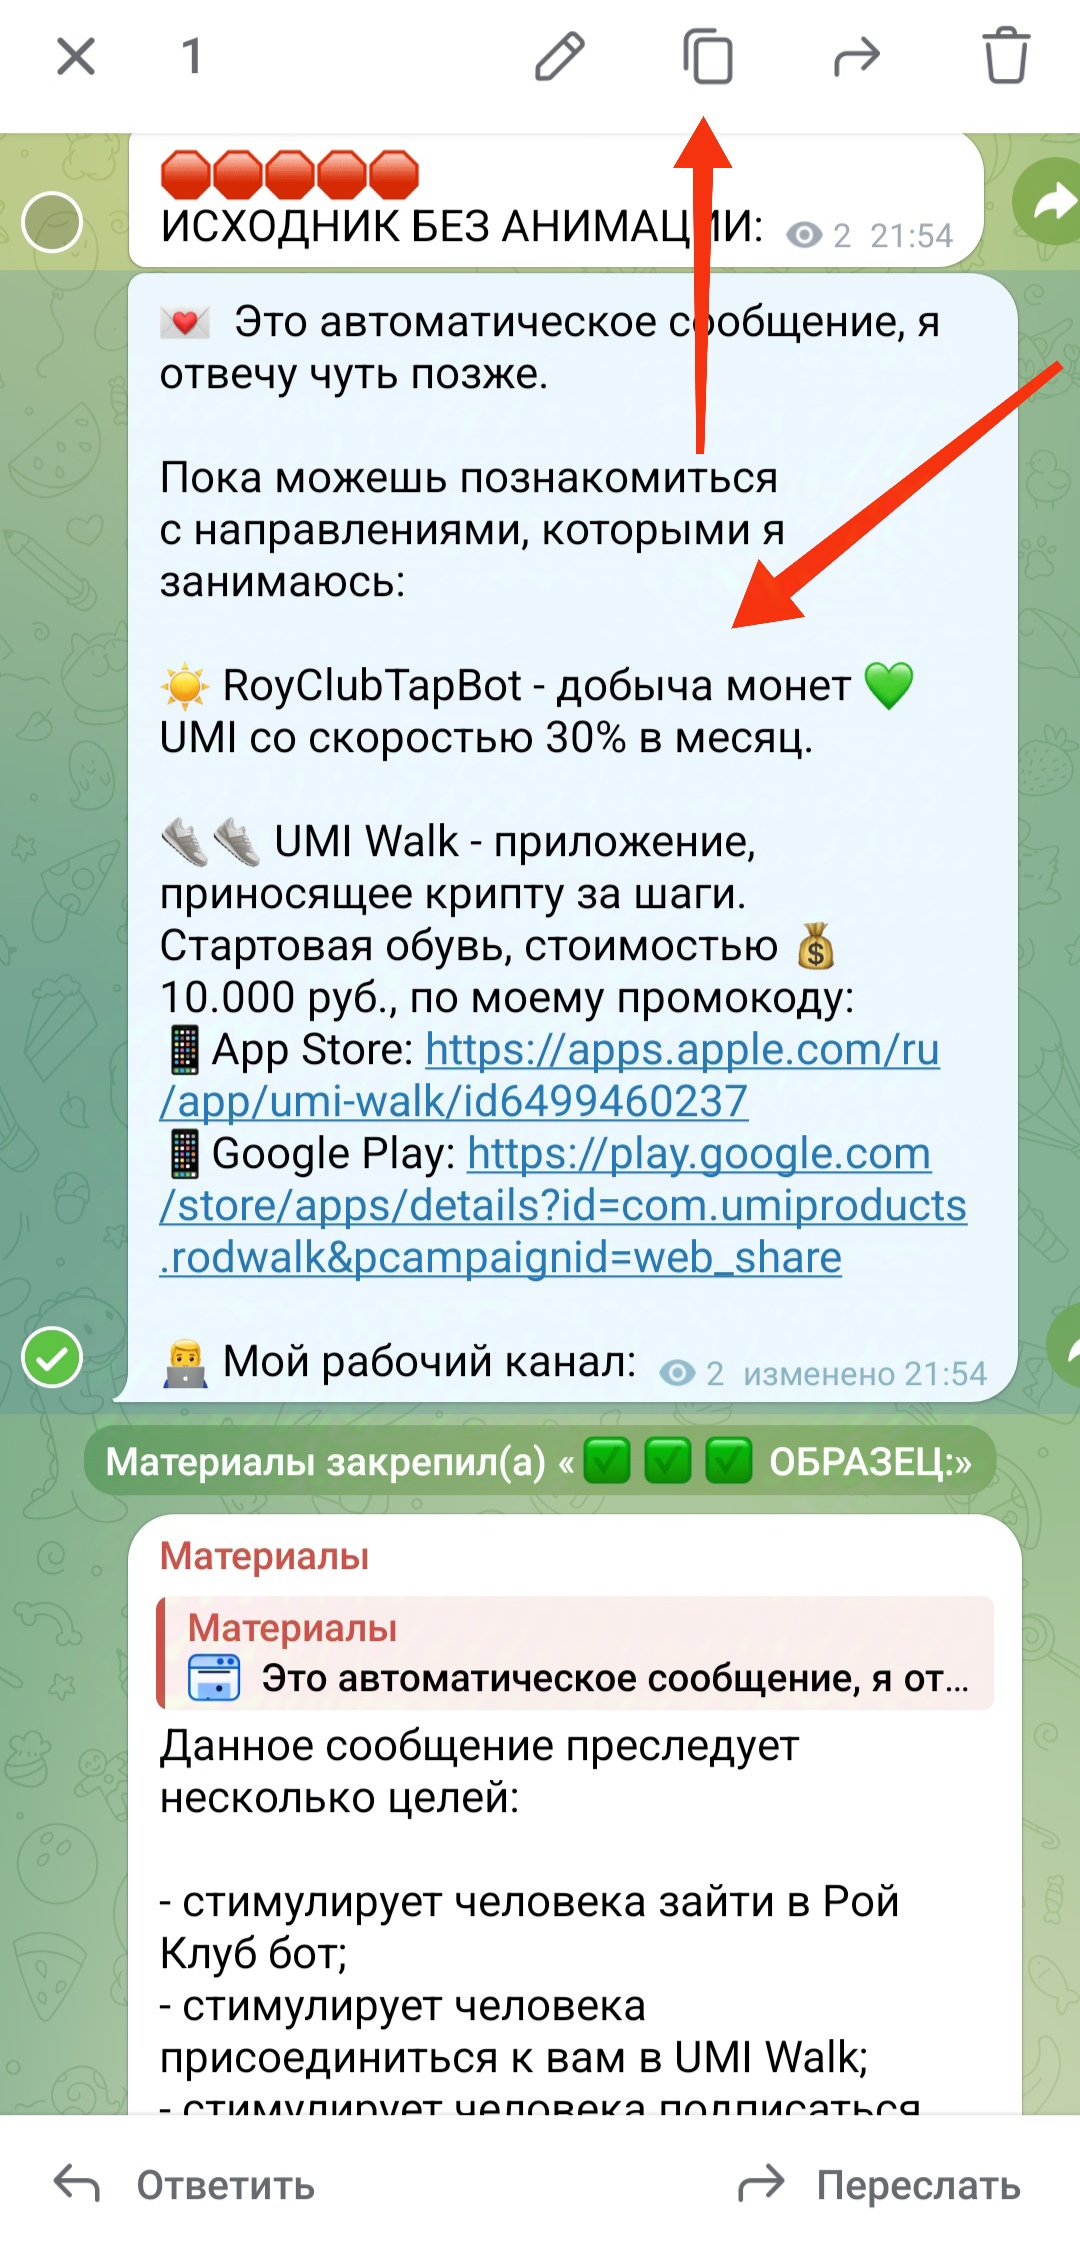 1
ИСХОДНИК БЕЗ АНИМАЦИИ: 2 21:54
Это автоматическое сообщение, я
отвечу чуть позже.
Пока можешь познакомиться
с направлениями, которыми я
занимаюсь:
RoyClubTapBot - добыча монет
UMI со скоростью 30% в месяц.
UMI Walk - приложение,
приносящее крипту за шаги.
Стартовая обувь, стоимостью
10.000 руб., по моему промокоду:
App Store: https://apps.apple.com/ru
/app/umi-walk/id6499460237
Google Play: https://play.google.com
/store/apps/details?id=com.umiproducts
.rodwalk&pcampaignid=web_share
Мой рабочий канал: 2 изменено 21:54
Материалы закрепил(а) «✅ ✅ ✅ ОБРАЗЕЦ:»
Материалы
Материалы
Это автоматическое сообщение, я от...
Данное сообщение преследует
несколько целей:
- стимулирует человека зайти в Рой
Клуб бот;
- стимулирует человека
присоединиться к вам в UMI Walk;
- стимулирует человека подписаться
Ответить
Переслать